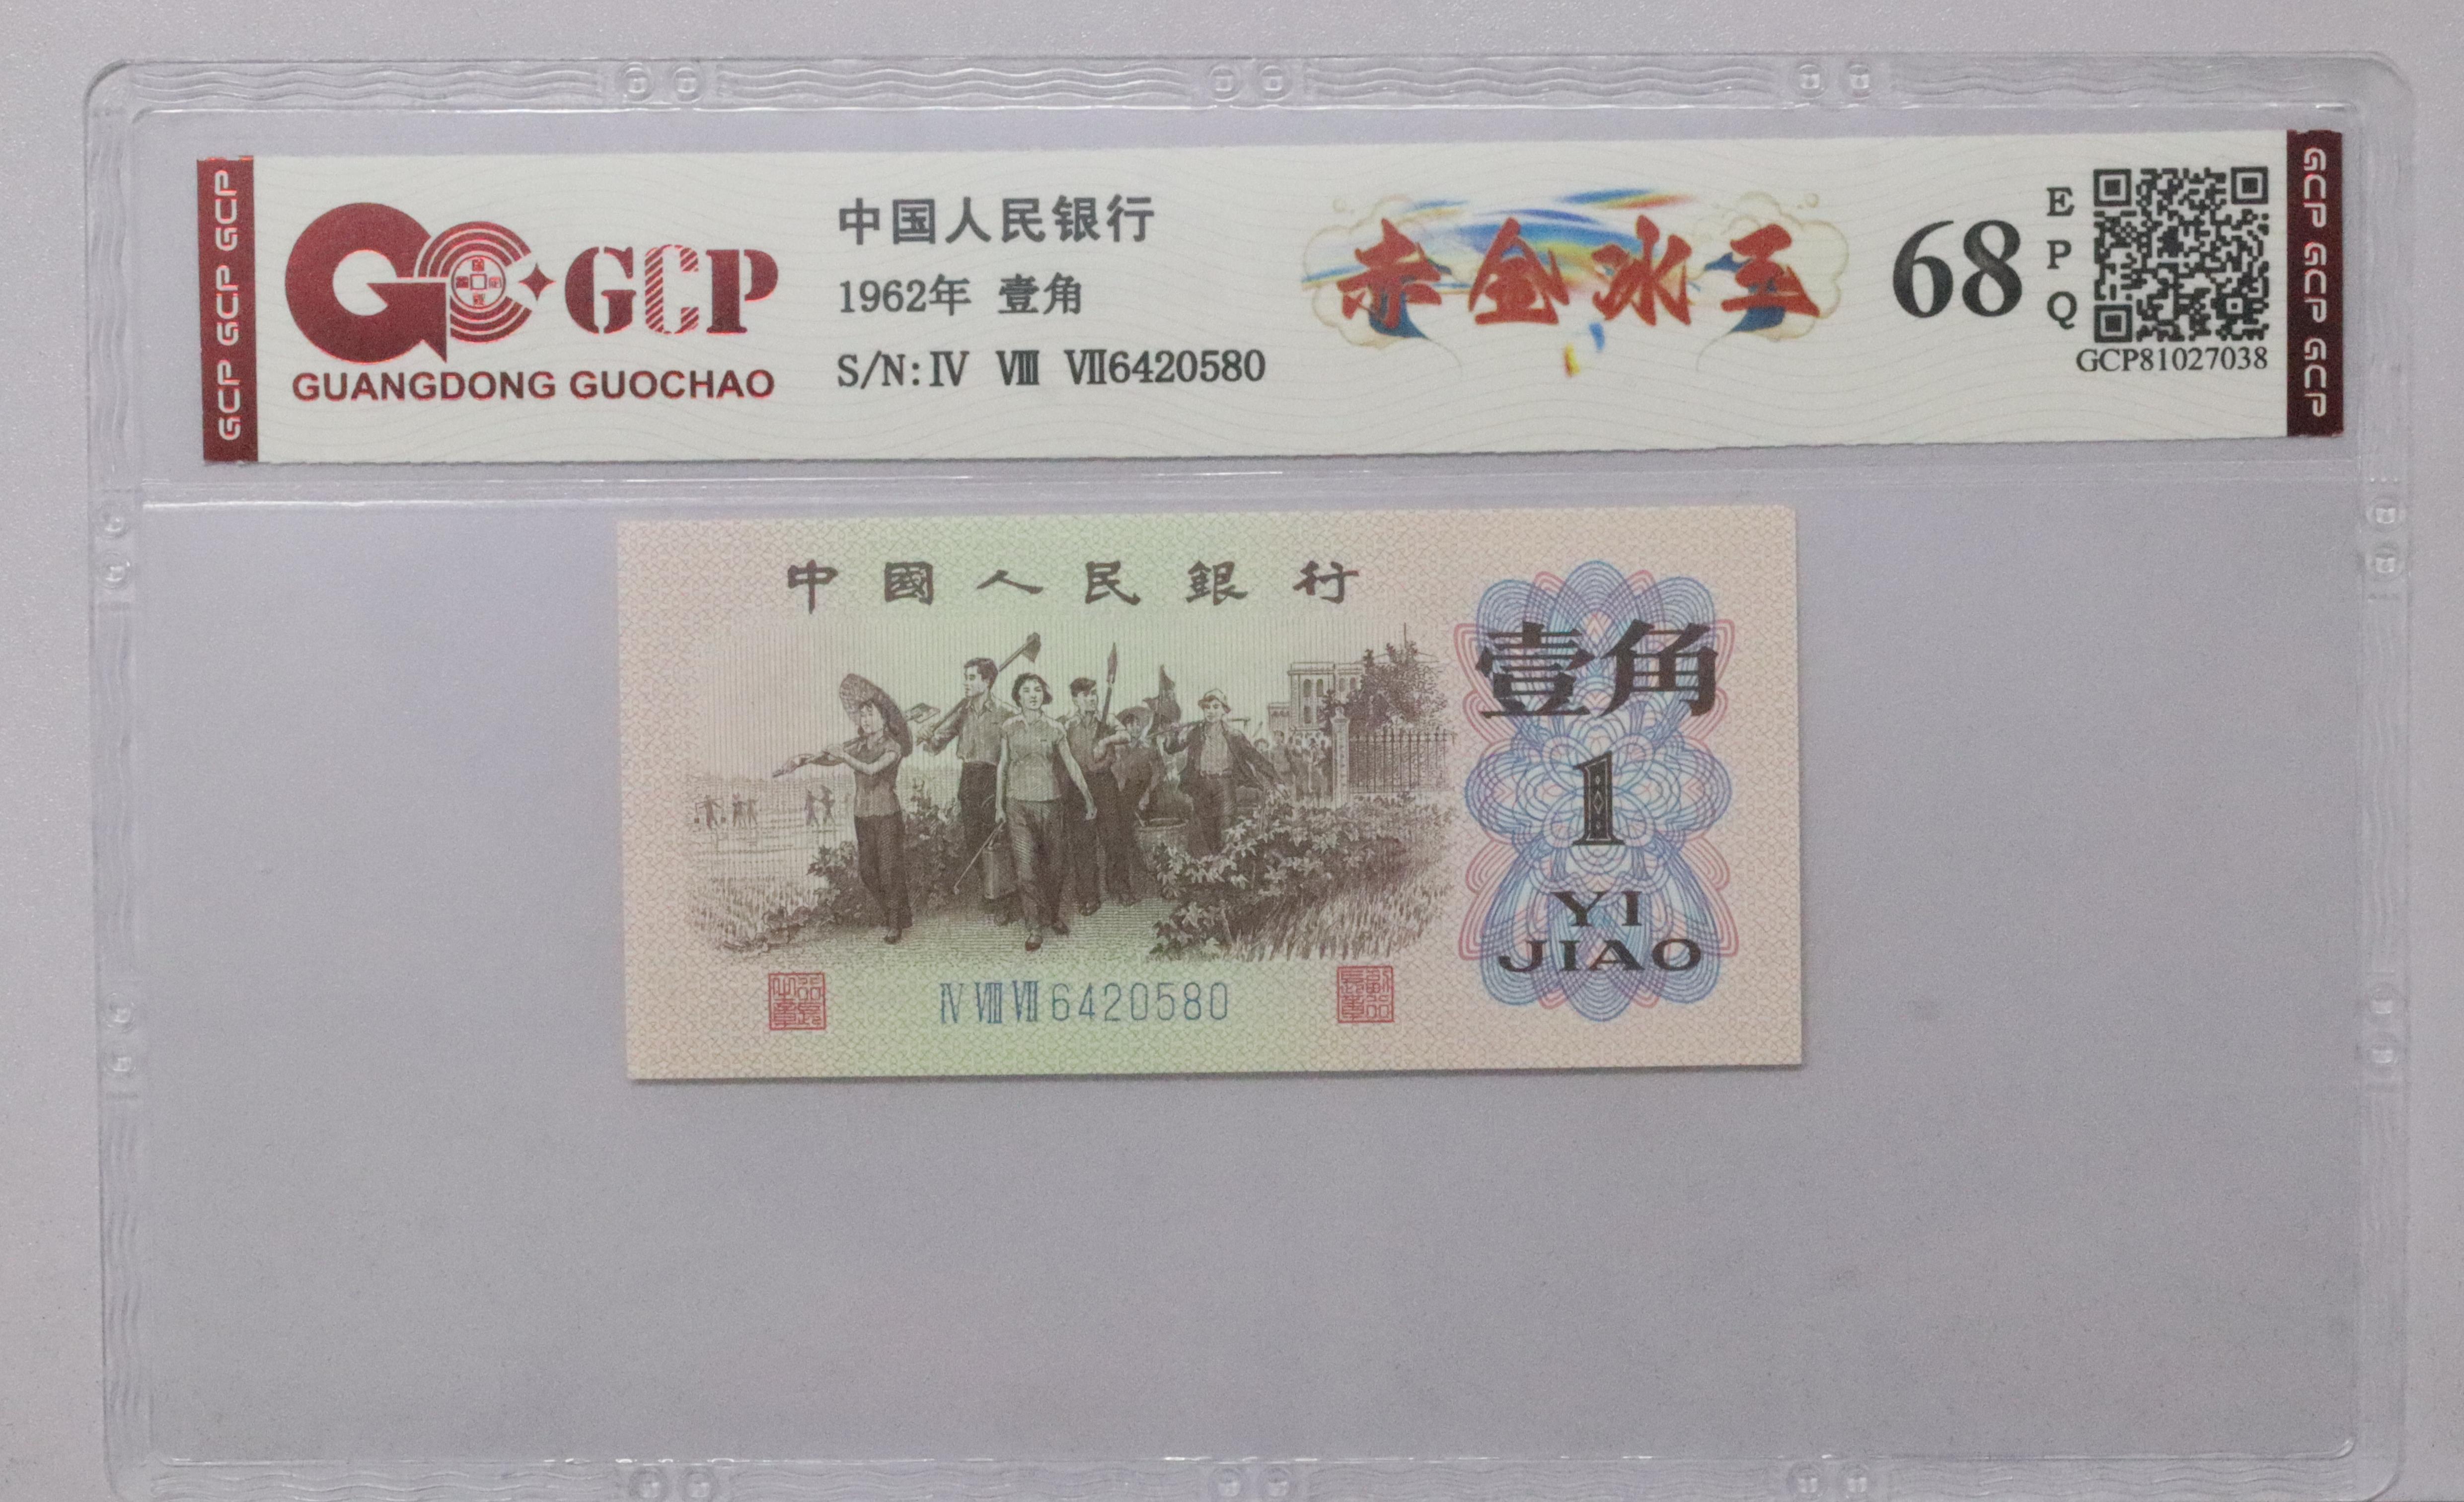 GCP GCP GCP
GCP
GUANGDONG GUOCHAO
中国人民银行
1962年 壹角
S/N: IV VIII VII6420580
赤金冰王
68
EPQ
GCP81027038
GCP GCP GCP
中國人民銀行
壹角
1
YI
JIAO
IV VIII VII 6420580